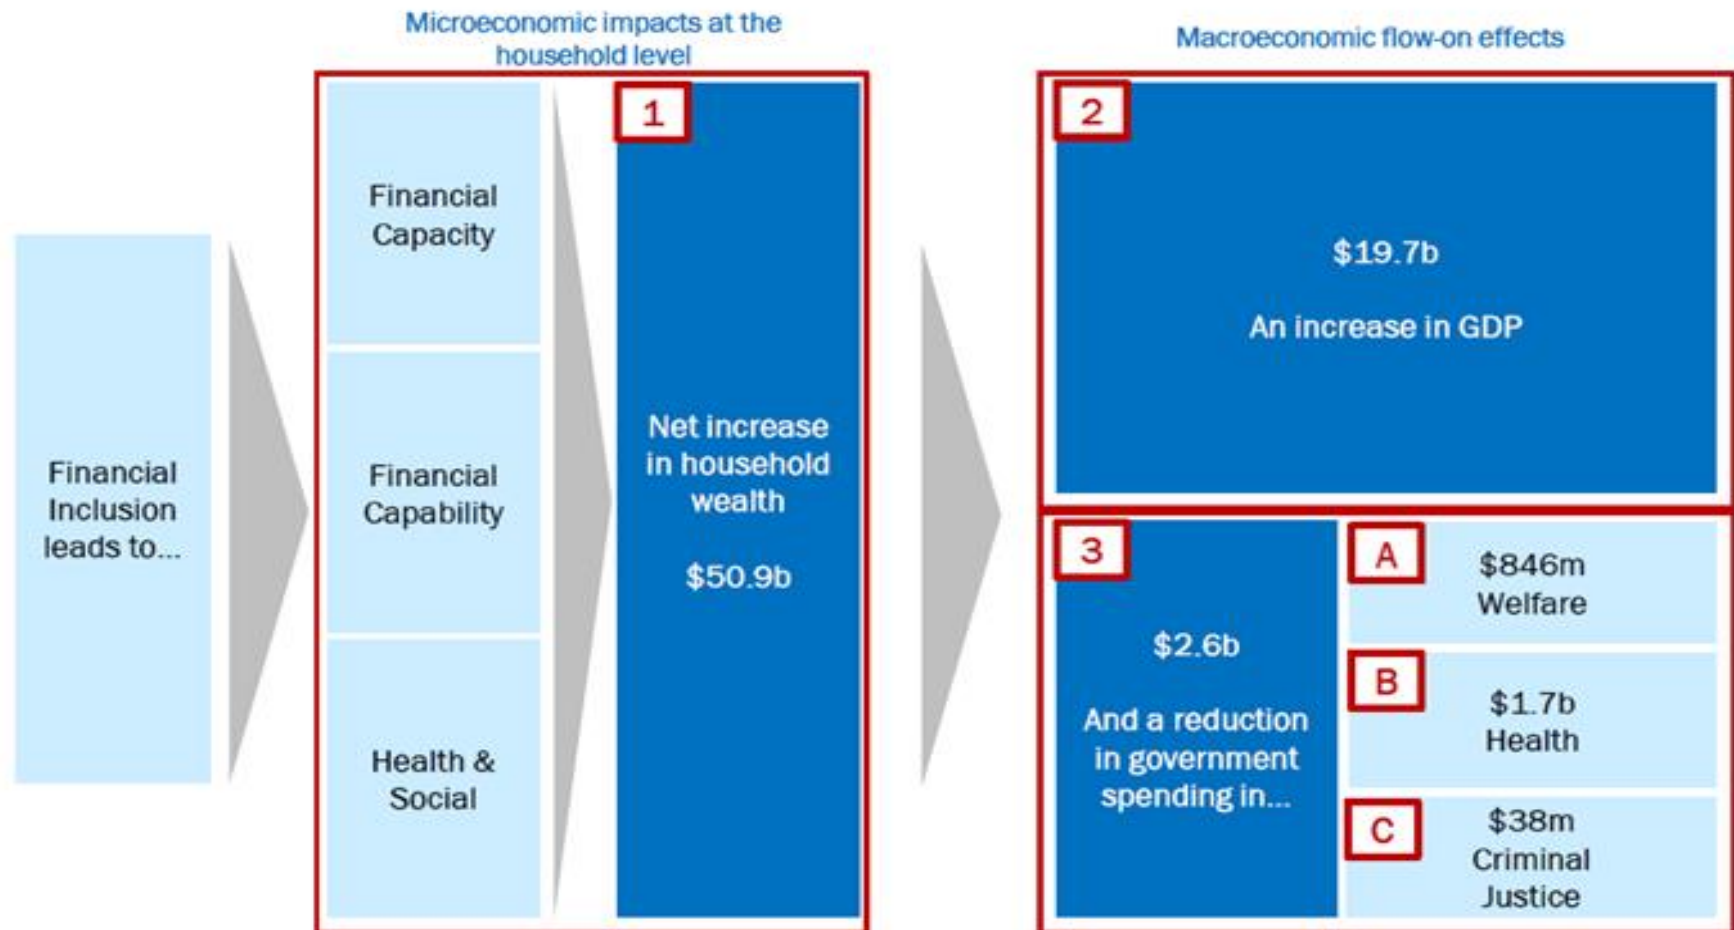 Microeconomic impacts at the
household level
Macroeconomic flow-on effects
Financial
Inclusion
leads to...
Financial
Capacity
Financial
Capability
Health &
Social
1
Net increase
in household
wealth
$50.9b
2
$19.7b
An increase in GDP
3
$2.6b
And a reduction
in government
spending in...
A
$846m
Welfare
B
$1.7b
Health
C
$38m
Criminal
Justice